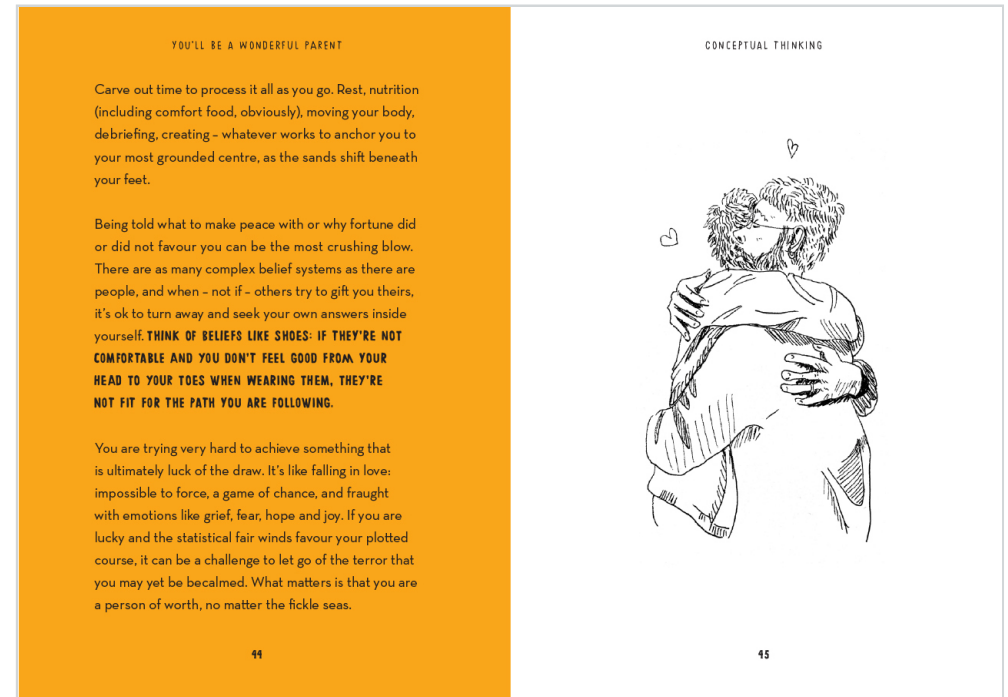 YOU'LL BE A WONDERFUL PARENT
Carve out time to process it all as you go. Rest, nutrition
(including comfort food, obviously), moving your body,
debriefing, creating – whatever works to anchor you to
your most grounded centre, as the sands shift beneath
your feet.
Being told what to make peace with or why fortune did
or did not favour you can be the most crushing blow.
There are as many complex belief systems as there are
people, and when – not if – others try to gift you theirs,
it's ok to turn away and seek your own answers inside
yourself. THINK OF BELIEFS LIKE SHOES: IF THEY'RE NOT
COMFORTABLE AND YOU DON'T FEEL GOOD FROM YOUR
HEAD TO YOUR TOES WHEN WEARING THEM, THEY'RE
NOT FIT FOR THE PATH YOU ARE FOLLOWING.
You are trying very hard to achieve something that
is ultimately luck of the draw. It's like falling in love:
impossible to force, a game of chance, and fraught
with emotions like grief, fear, hope and joy. If you are
lucky and the statistical fair winds favour your plotted
course, it can be a challenge to let go of the terror that
you may yet be becalmed. What matters is that you are
a person of worth, no matter the fickle seas.
44
CONCEPTUAL THINKING
45